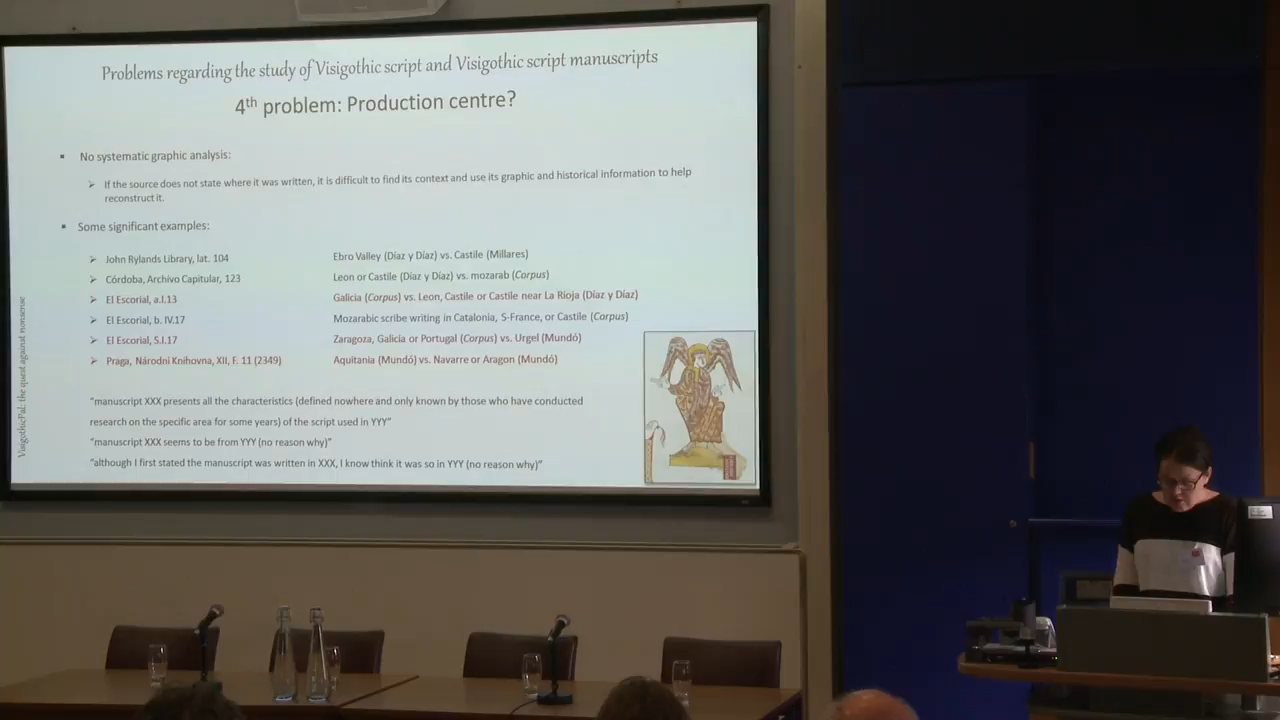 Problems regarding the study of Visigothic script and Visigothic script manuscripts
4th problem: Production centre?
▪ No systematic graphic analysis:
➢ If the source does not state where it was written, it is difficult to find its context and use its graphic and historical information to help
reconstruct it.
▪ Some significant examples:
➢ John Rylands Library, lat. 104 Ebro Valley (Díaz y Díaz) vs. Castile (Millares)
➢ Córdoba, Archivo Capitular, 123 Leon or Castile (Díaz y Díaz) vs. mozarab (Corpus)
➢ El Escorial, a.I.13 Galicia (Corpus) vs. Leon, Castile or Castile near La Rioja (Díaz y Díaz)
➢ El Escorial, b. IV.17 Mozarabic scribe writing in Catalonia, S-France, or Castile (Corpus)
➢ El Escorial, S.I.17 Zaragoza, Galicia or Portugal (Corpus) vs. Urgel (Mundó)
➢ Praga, Národní Knihovna, XII, F. 11 (2349) Aquitania (Mundó) vs. Navarre or Aragon (Mundó)
"manuscript XXX presents all the characteristics (defined nowhere and only known by those who have conducted
research on the specific area for some years) of the script used in YYY"
"manuscript XXX seems to be from YYY (no reason why)"
"although I first stated the manuscript was written in XXX, I know think it was so in YYY (no reason why)"
VisigothicPal: the quest against nonsense